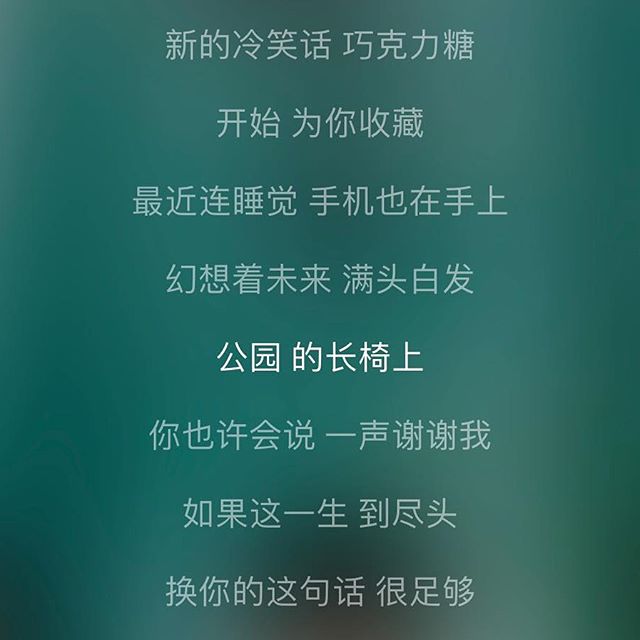 新的冷笑话 巧克力糖
开始 为你收藏
最近连睡觉 手机也在手上
幻想着未来 满头白发
公园 的长椅上
你也许会说 一声谢谢我
如果这一生 到尽头
换你的这句话 很足够